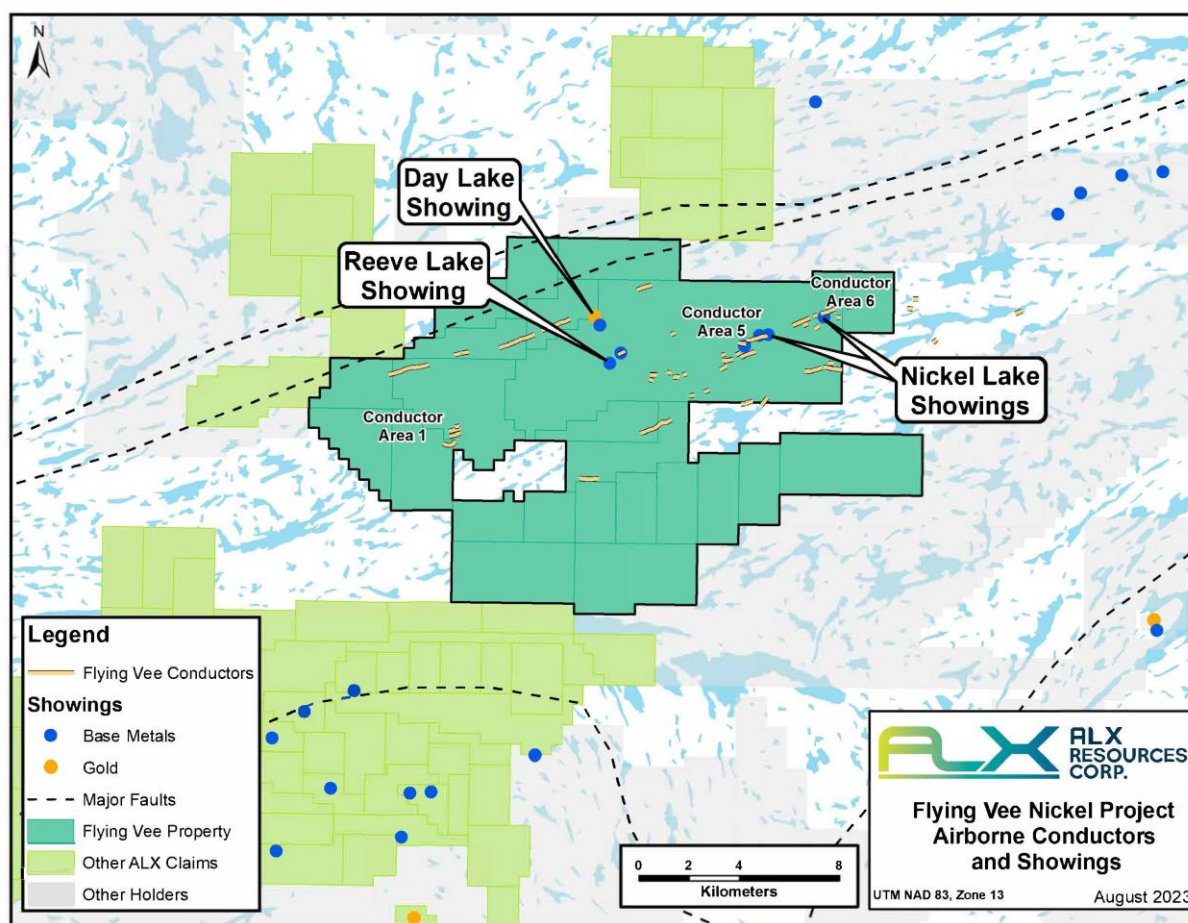 N
Day Lake
Showing
Reeve Lake
Showing
Conductor
Area 6
Conductor
Area 5
Nickel Lake
Showings
Conductor
Area 1
Legend
Flying Vee Conductors
Showings
Base Metals
Gold
Major Faults
Flying Vee Property
Other ALX Claims
Other Holders
0 2 4 8
Kilometers
ALX
ALX
RESOURCES
CORP.
Flying Vee Nickel Project
Airborne Conductors
and Showings
UTM NAD 83, Zone 13
August 2023